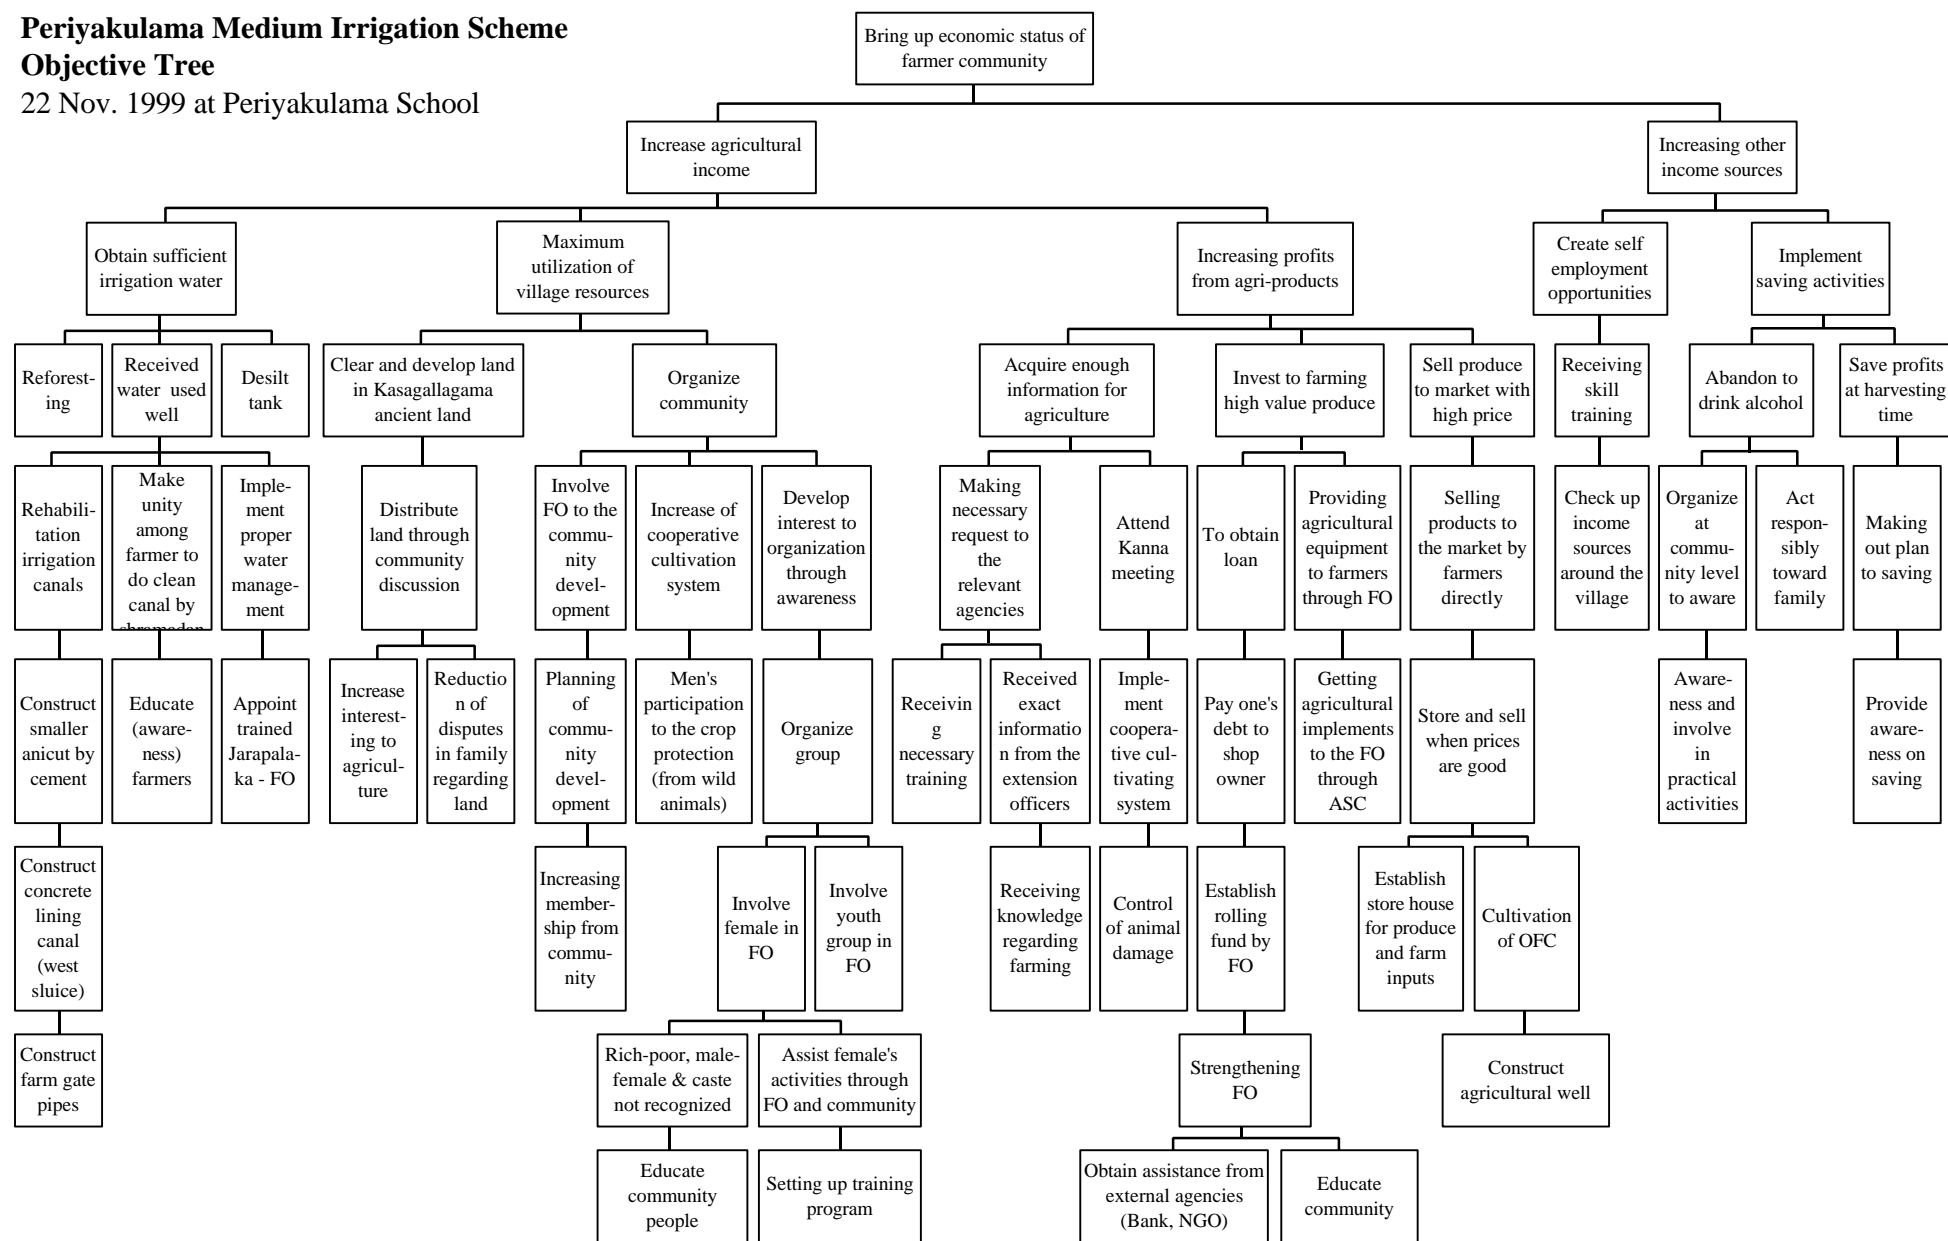 Periyakulama Medium Irrigation Scheme
Objective Tree
22 Nov. 1999 at Periyakulama School
Bring up economic status of
farmer community
Increase agricultural
income
Increasing other
income sources
Obtain sufficient
irrigation water
Maximum
utilization of
village resources
Increasing profits
from agri-products
Create self
employment
opportunities
Implement
saving activities
Reforest-
ing
Received
water used
well
Desilt
tank
Clear and develop land
in Kasagallagama
ancient land
Organize
community
Acquire enough
information for
agriculture
Invest to farming
high value produce
Sell produce
to market with
high price
Receiving
skill
training
Abandon to
drink alcohol
Save profits
at harvesting
time
Rehabili-
tation
irrigation
canals
Make
unity
among
farmer to
do clean
canal by
shramadan
Imple-
ment
proper
water
manage-
ment
Distribute
land through
community
discussion
Involve
FO to the
commu-
nity
devel-
opment
Increase of
cooperative
cultivation
system
Develop
interest to
organization
through
awareness
Making
necessary
request to
the
relevant
agencies
Attend
Kanna
meeting
To obtain
loan
Providing
agricultural
equipment
to farmers
through FO
Selling
products to
the market by
farmers
directly
Check up
income
sources
around the
village
Organize
at
commu-
nity level
to aware
Act
respon-
sibly
toward
family
Making
out plan
to saving
Construct
smaller
anicut by
cement
Educate
(aware-
ness)
farmers
Appoint
trained
Jarapala-
ka - FO
Increase
interest-
ing to
agricul-
ture
Reductio
n of
disputes
in family
regarding
land
Planning
of
commu-
nity
devel-
opment
Men's
participation
to the crop
protection
(from wild
animals)
Organize
group
Receivin
g
necessary
training
Received
exact
informatio
n from the
extension
officers
Imple-
ment
coopera-
tive cul-
tivating
system
Pay one's
debt to
shop
owner
Getting
agricultural
implements
to the FO
through
ASC
Store and sell
when prices
are good
Aware-
ness and
involve
in
practical
activities
Provide
aware-
ness on
saving
Construct
concrete
lining
canal
(west
sluice)
Increasing
member-
ship from
commu-
nity
Involve
female in
FO
Involve
youth
group in
FO
Receiving
knowledge
regarding
farming
Control
of animal
damage
Establish
rolling
fund by
FO
Establish
store house
for produce
and farm
inputs
Cultivation
of OFC
Construct
farm gate
pipes
Rich-poor, male-
female & caste
not recognized
Assist female's
activities through
FO and community
Strengthening
FO
Construct
agricultural well
Educate
community
people
Setting up training
program
Obtain assistance from
external agencies
(Bank, NGO)
Educate
community